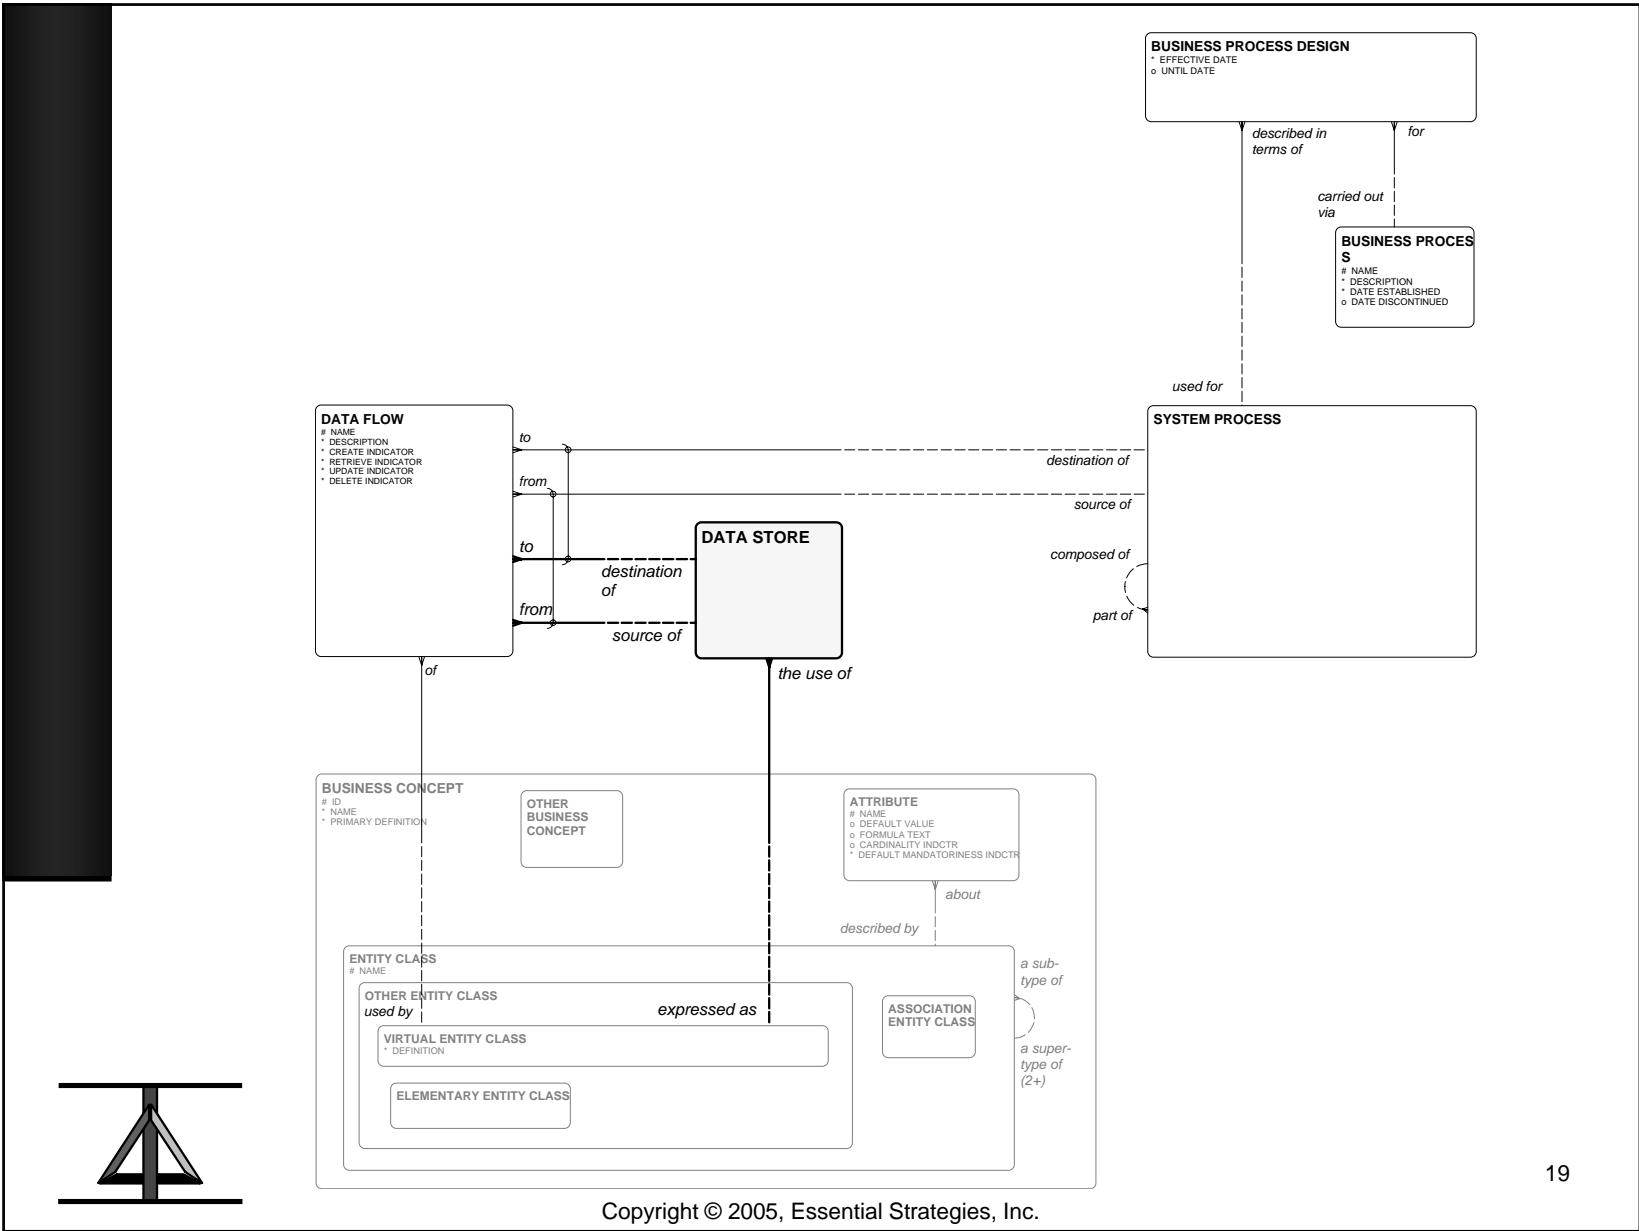 BUSINESS PROCESS DESIGN
* EFFECTIVE DATE
o UNTIL DATE
described in
terms of
for
carried out
via
BUSINESS PROCES
S
# NAME
* DESCRIPTION
* DATE ESTABLISHED
o DATE DISCONTINUED
used for
DATA FLOW
# NAME
* DESCRIPTION
* CREATE INDICATOR
* RETRIEVE INDICATOR
* UPDATE INDICATOR
* DELETE INDICATOR
to
destination of
from
source of
SYSTEM PROCESS
composed of
part of
DATA STORE
to
destination
of
from
source of
of
the use of
BUSINESS CONCEPT
# ID
* NAME
* PRIMARY DEFINITION
OTHER
BUSINESS
CONCEPT
ATTRIBUTE
# NAME
o DEFAULT VALUE
o FORMULA TEXT
o CARDINALITY INDCTR
* DEFAULT MANDATORINESS INDCTR
about
described by
ENTITY CLASS
# NAME
a sub-
type of
OTHER ENTITY CLASS
used by
expressed as
ASSOCIATION
ENTITY CLASS
VIRTUAL ENTITY CLASS
* DEFINITION
a super-
type of
(2+)
ELEMENTARY ENTITY CLASS
19
Copyright © 2005, Essential Strategies, Inc.